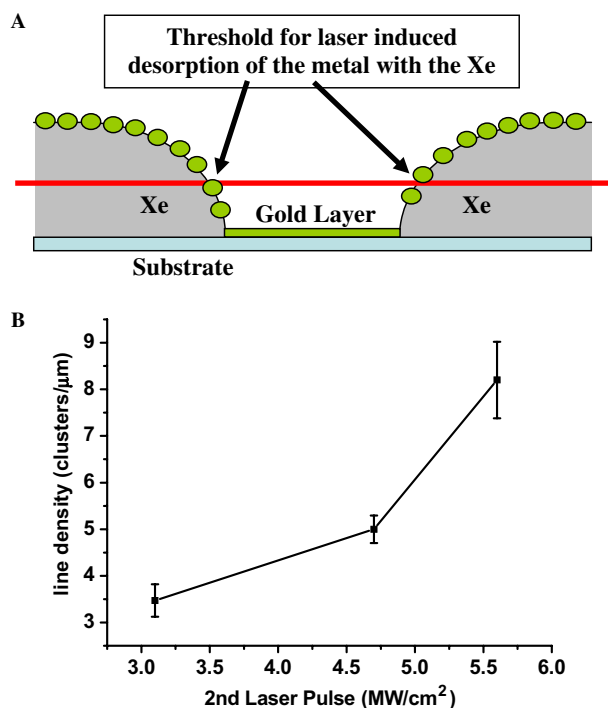 A
Threshold for laser induced
desorption of the metal with the Xe
Xe
Gold Layer
Xe
Substrate
B
line density (clusters/μm)
9
8
7
6
5
4
3
3.0 3.5 4.0 4.5 5.0 5.5 6.0
2nd Laser Pulse (MW/cm²)